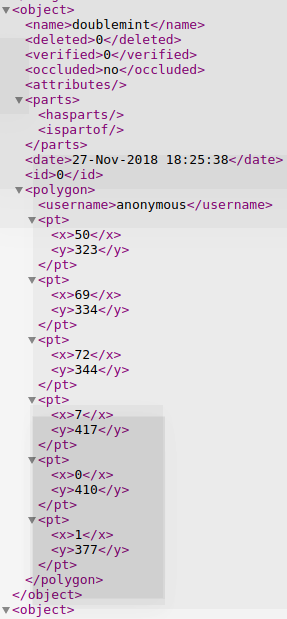 <object>
<name>doublemint</name>
<deleted>0</deleted>
<verified>0</verified>
<occluded>no</occluded>
<attributes/>
<parts>
<hasparts/>
<ispartof/>
</parts>
<date>27-Nov-2018 18:25:38</date>
<id>0</id>
<polygon>
<username>anonymous</username>
<pt>
<x>50</x>
<y>323</y>
</pt>
<pt>
<x>69</x>
<y>334</y>
</pt>
<pt>
<x>72</x>
<y>344</y>
</pt>
<pt>
<x>7</x>
<y>417</y>
</pt>
<pt>
<x>0</x>
<y>410</y>
</pt>
<pt>
<x>1</x>
<y>377</y>
</pt>
</polygon>
</object>
<object>